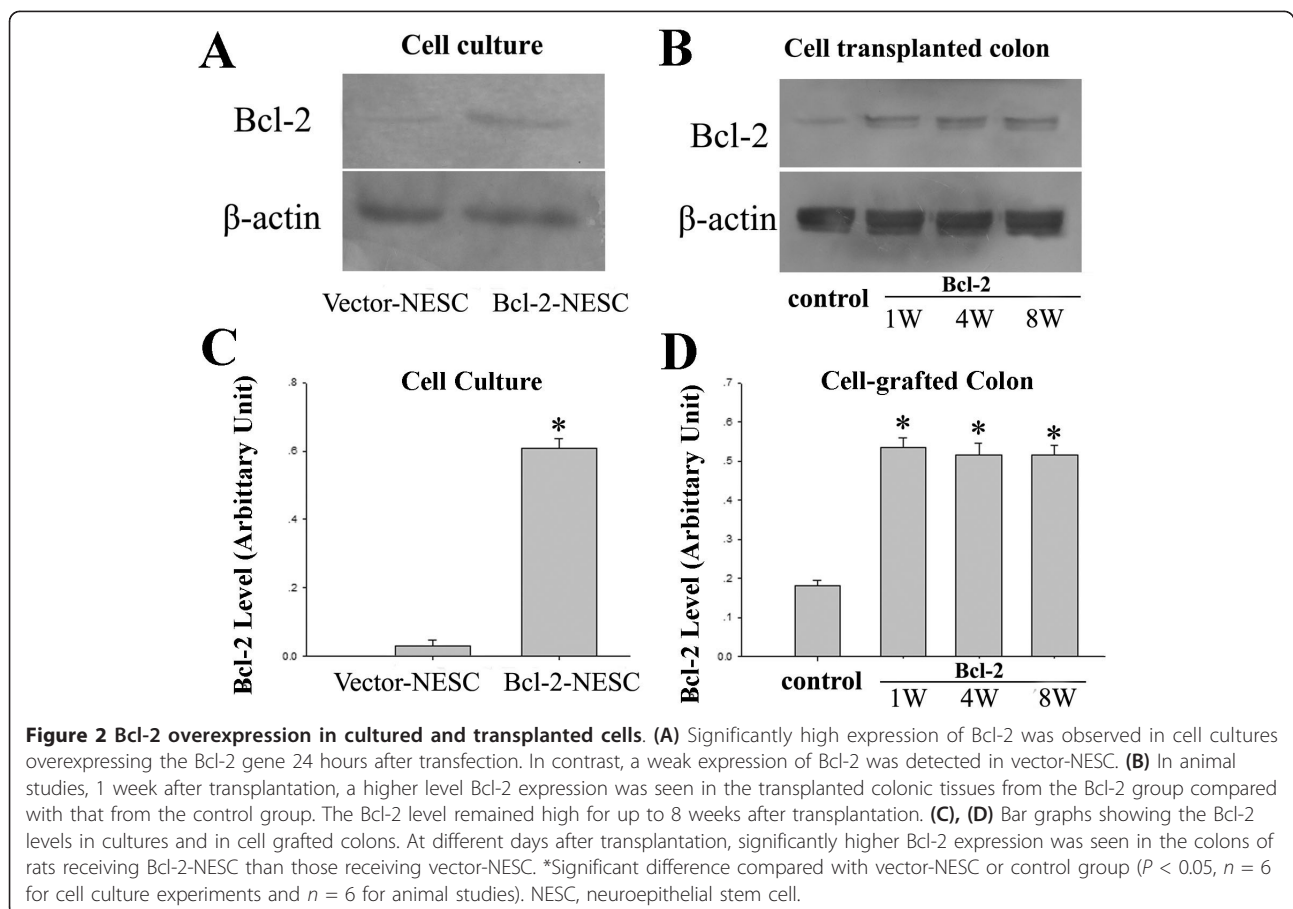 A
Cell culture
Bcl-2
β-actin
Vector-NESC Bcl-2-NESC
B
Cell transplanted colon
Bcl-2
β-actin
control
Bcl-2
1W 4W 8W
C
Cell Culture
Bcl-2 Level (Arbittary Unit)
.8
.6
.4
.2
0.0
*
Vector-NESC Bcl-2-NESC
D
Cell-grafted Colon
Bcl-2 Level (Arbittary Unit)
.7
.6
.5
.4
.3
.2
.1
0.0
* * *
control
Bcl-2
1W 4W 8W
Figure 2 Bcl-2 overexpression in cultured and transplanted cells. (A) Significantly high expression of Bcl-2 was observed in cell cultures
overexpressing the Bcl-2 gene 24 hours after transfection. In contrast, a weak expression of Bcl-2 was detected in vector-NESC. (B) In animal
studies, 1 week after transplantation, a higher level Bcl-2 expression was seen in the transplanted colonic tissues from the Bcl-2 group compared
with that from the control group. The Bcl-2 level remained high for up to 8 weeks after transplantation. (C), (D) Bar graphs showing the Bcl-2
levels in cultures and in cell grafted colons. At different days after transplantation, significantly higher Bcl-2 expression was seen in the colons of
rats receiving Bcl-2-NESC than those receiving vector-NESC. *Significant difference compared with vector-NESC or control group (P < 0.05, n = 6
for cell culture experiments and n = 6 for animal studies). NESC, neuroepithelial stem cell.